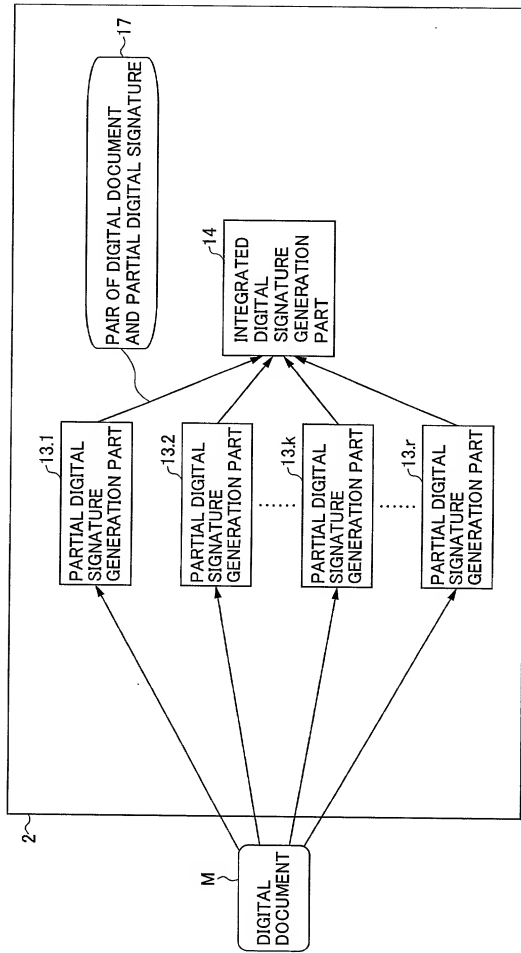 2
M
DIGITAL
DOCUMENT
13.1
PARTIAL DIGITAL
SIGNATURE
GENERATION PART
13.2
PARTIAL DIGITAL
SIGNATURE
GENERATION PART
13.k
PARTIAL DIGITAL
SIGNATURE
GENERATION PART
13.r
PARTIAL DIGITAL
SIGNATURE
GENERATION PART
14
INTEGRATED
DIGITAL
SIGNATURE
GENERATION
PART
17
PAIR OF DIGITAL DOCUMENT
AND PARTIAL DIGITAL SIGNATURE